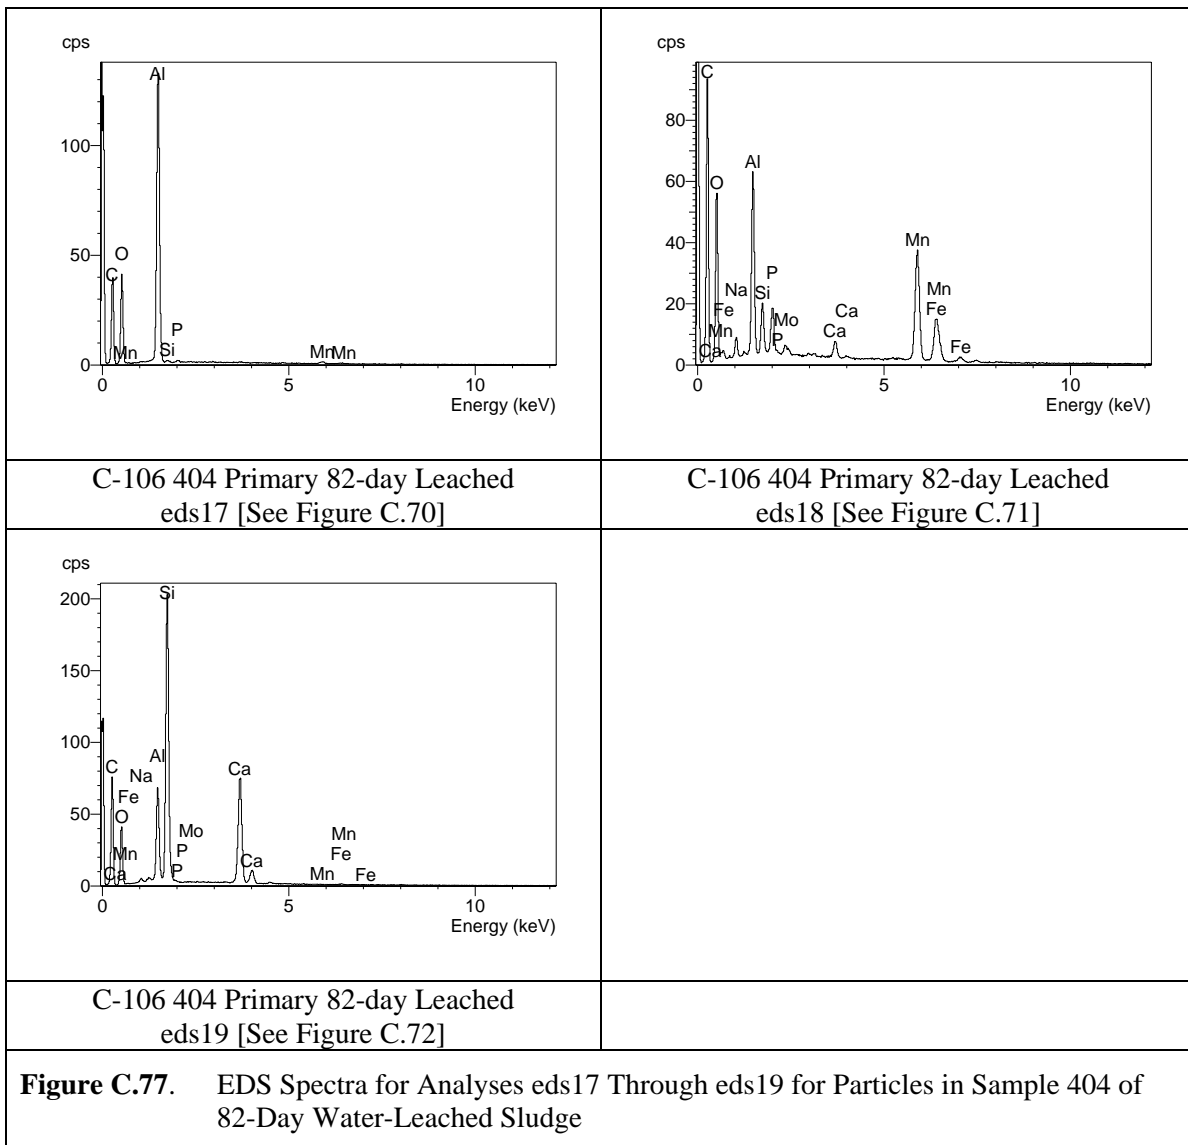 cps
Al
100
O
C
50
P
Mn
Si
Mn Mn
0
0 5 10
Energy (keV)
C-106 404 Primary 82-day Leached
eds17 [See Figure C.70]
cps
C
80
Al
60
O
40
Mn
P
Na
Si
Mn
20
Fe
Mo
Ca
Fe
Mn
Ca
P
Fe
Ca
0
0 5 10
Energy (keV)
C-106 404 Primary 82-day Leached
eds18 [See Figure C.71]
cps
200
Si
150
100
Al
C
Na
Ca
Fe
50
O
Mo
Mn
Mn
P
Fe
Ca
Ca
P
Mn
Fe
0
0 5 10
Energy (keV)
C-106 404 Primary 82-day Leached
eds19 [See Figure C.72]
Figure C.77. EDS Spectra for Analyses eds17 Through eds19 for Particles in Sample 404 of
82-Day Water-Leached Sludge